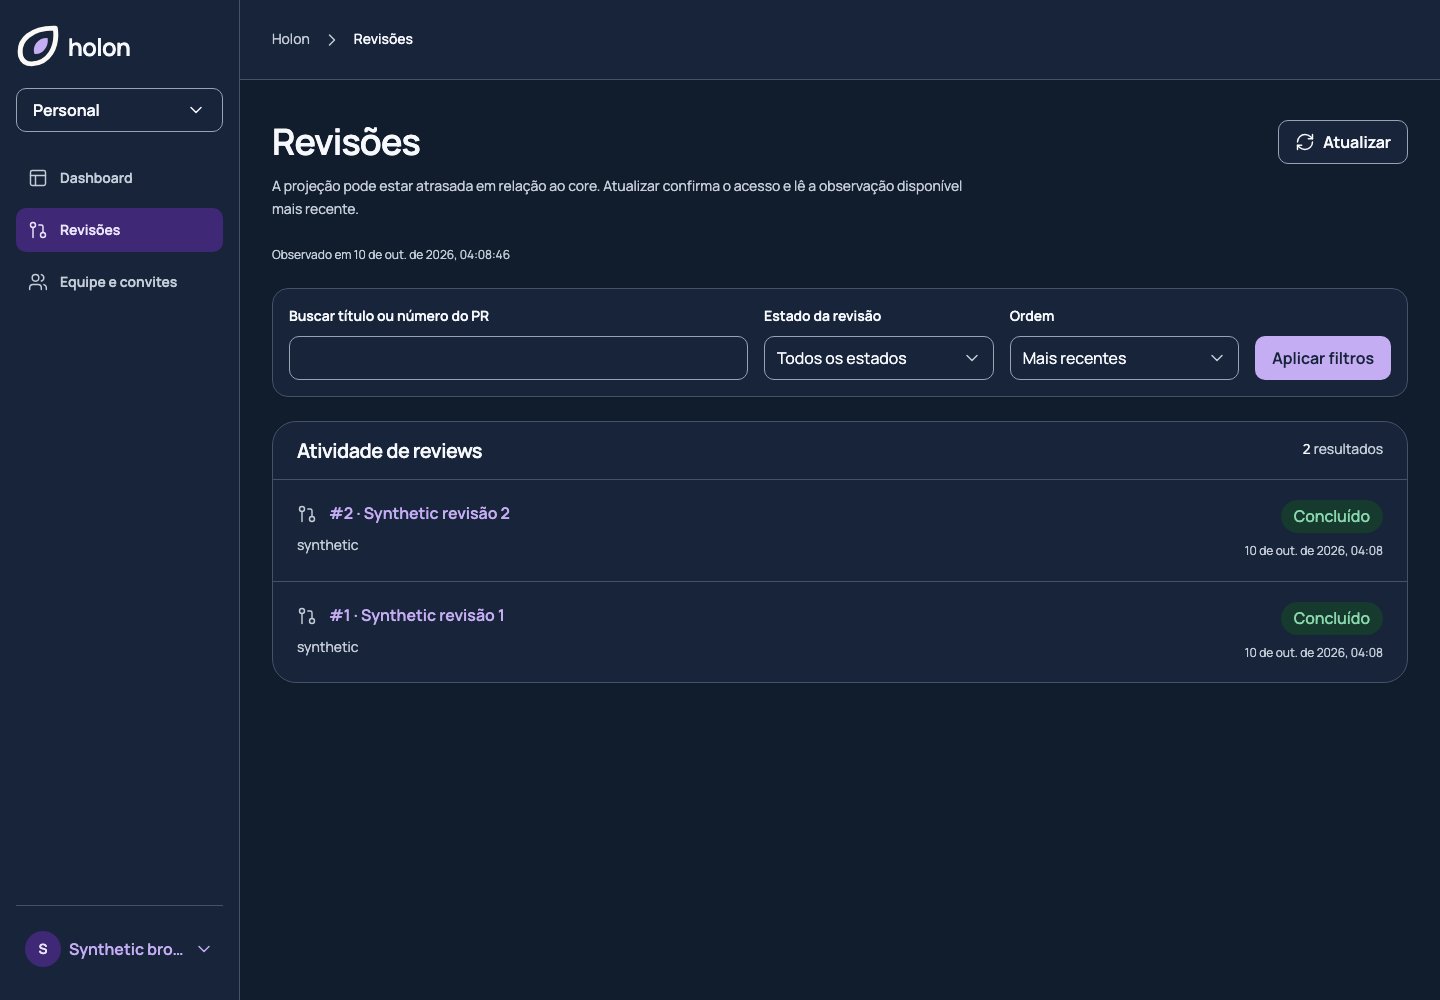 holon
Personal
Dashboard
Revisões
Equipe e convites
Synthetic bro...
S
Holon
Revisões
Revisões
Atualizar
A projeção pode estar atrasada em relação ao core. Atualizar confirma o acesso e lê a observação disponível
mais recente.
Observado em 10 de out. de 2026, 04:08:46
Buscar título ou número do PR
Estado da revisão
Ordem
Todos os estados
Mais recentes
Aplicar filtros
Atividade de reviews
2 resultados
#2 · Synthetic revisão 2
Concluído
synthetic
10 de out. de 2026, 04:08
#1 · Synthetic revisão 1
Concluído
synthetic
10 de out. de 2026, 04:08